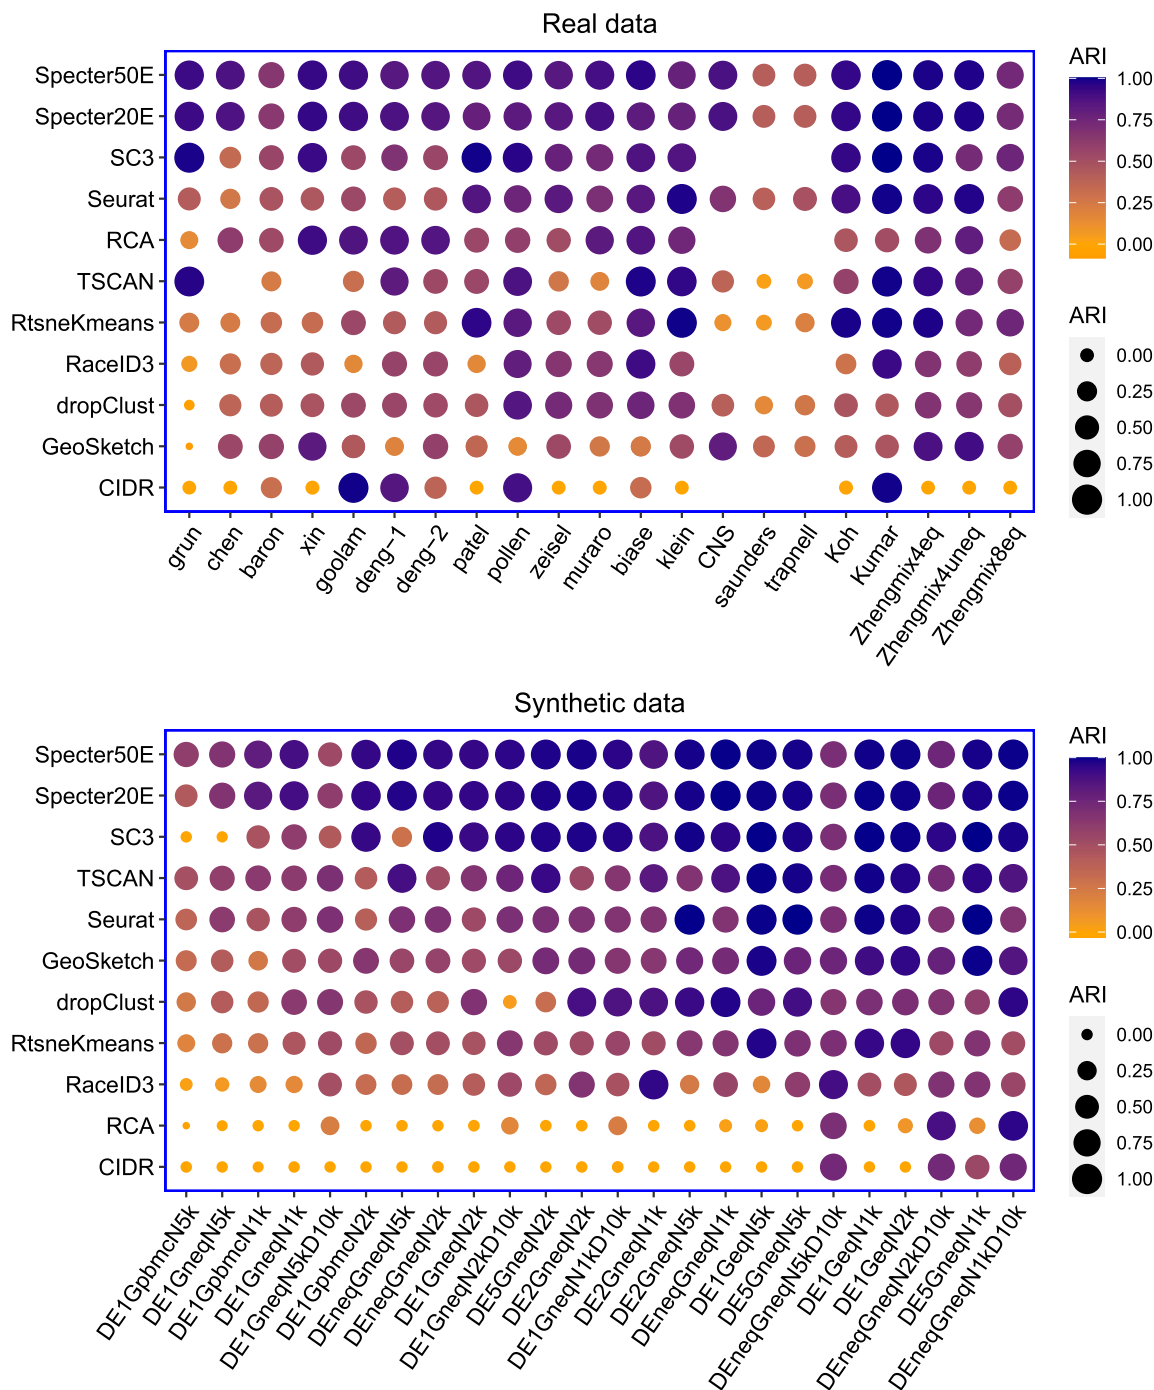 Real data
Specter50E
Specter20E
SC3
Seurat
RCA
TSCAN
RtsneKmeans
RaceID3
dropClust
GeoSketch
CIDR
grun
chen
baron
xin
goolam
deng−1
deng−2
patel
pollen
zeisel
muraro
biase
klein
CNS
saunders
trapnell
Koh
Kumar
Zhengmix4eq
Zhengmix4uneq
Zhengmix8eq
ARI
1.00
0.75
0.50
0.25
0.00
ARI
0.00
0.25
0.50
0.75
1.00
Synthetic data
Specter50E
Specter20E
SC3
TSCAN
Seurat
GeoSketch
dropClust
RtsneKmeans
RaceID3
RCA
CIDR
DE1GpbmcN5k
DE1GneqN5k
DE1GpbmcN1k
DE1GneqN1k
DE1GneqN5kD10k
DE1GpbmcN2k
DEneqGneqN5k
DEneqGneqN2k
DE1GneqN2k
DE1GneqN2kD10k
DE5GneqN2k
DE2GneqN2k
DE1GneqN1kD10k
DE2GneqN1k
DE2GneqN5k
DEneqGneqN1k
DE1GeqN5k
DE5GneqN5k
DEneqGneqN5kD10k
DE1GeqN1k
DE1GeqN2k
DEneqGneqN2kD10k
DE5GneqN1k
DEneqGneqN1kD10k
ARI
1.00
0.75
0.50
0.25
0.00
ARI
0.00
0.25
0.50
0.75
1.00